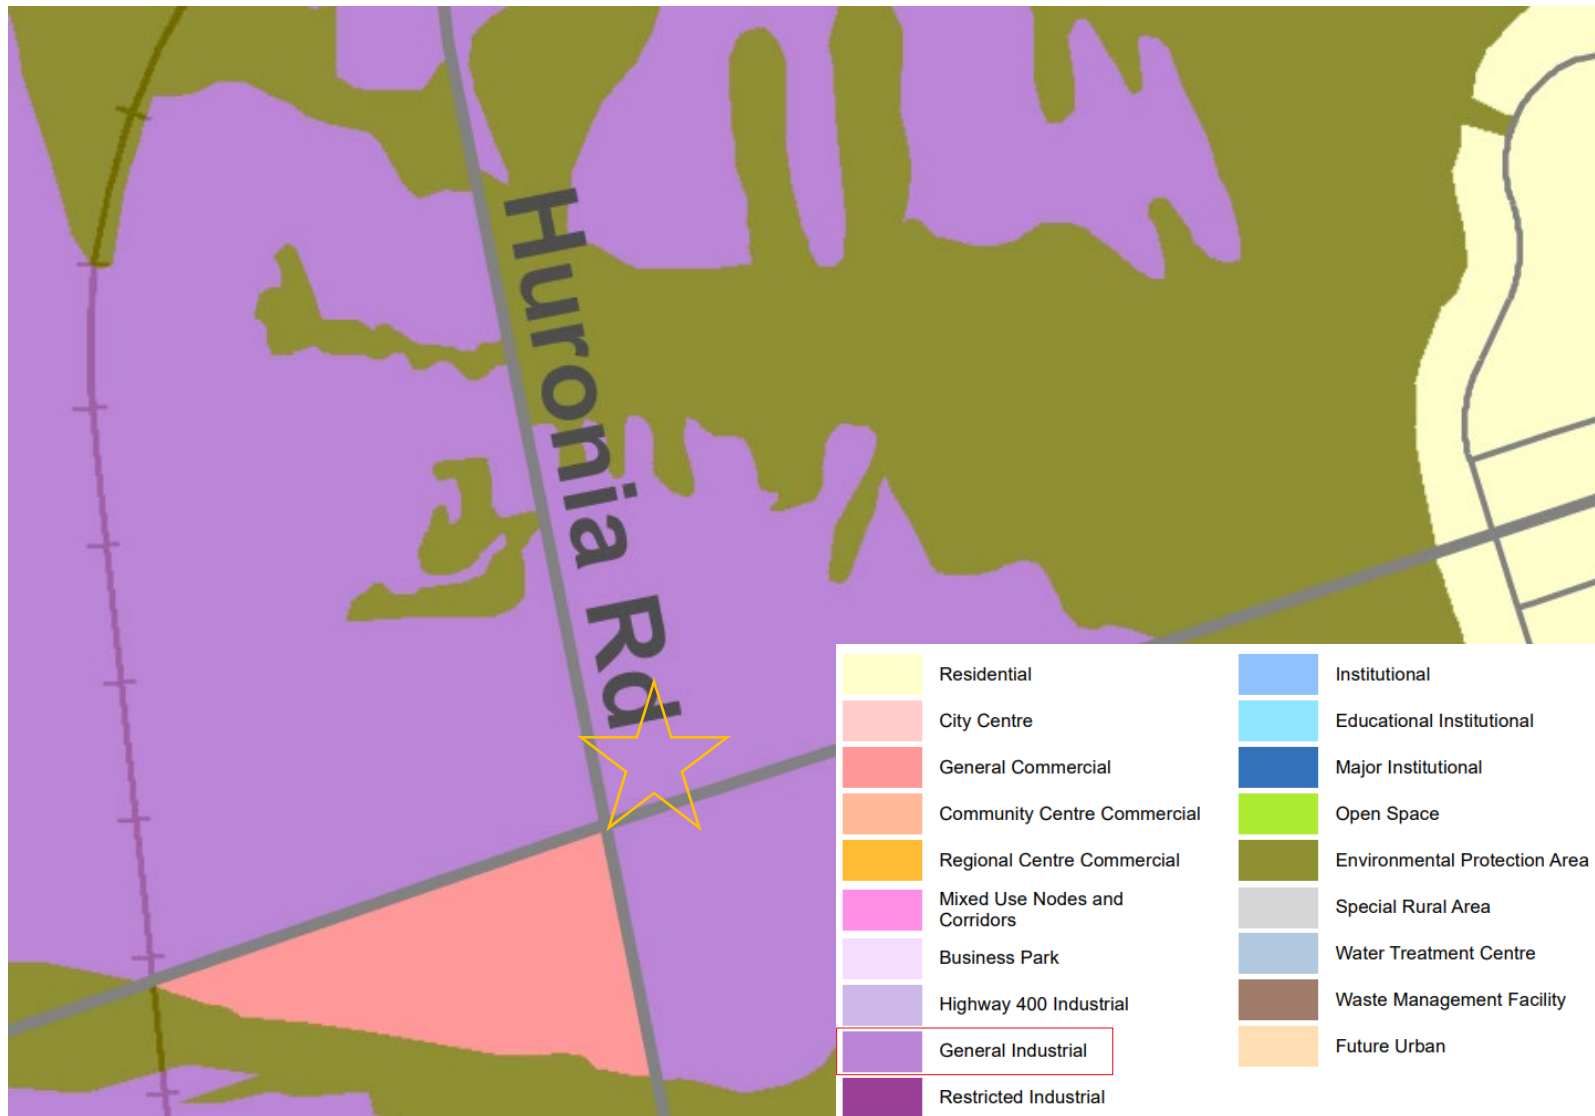 Huronia Rd
Residential
City Centre
General Commercial
Community Centre Commercial
Regional Centre Commercial
Mixed Use Nodes and
Corridors
Business Park
Highway 400 Industrial
General Industrial
Restricted Industrial
Institutional
Educational Institutional
Major Institutional
Open Space
Environmental Protection Area
Special Rural Area
Water Treatment Centre
Waste Management Facility
Future Urban